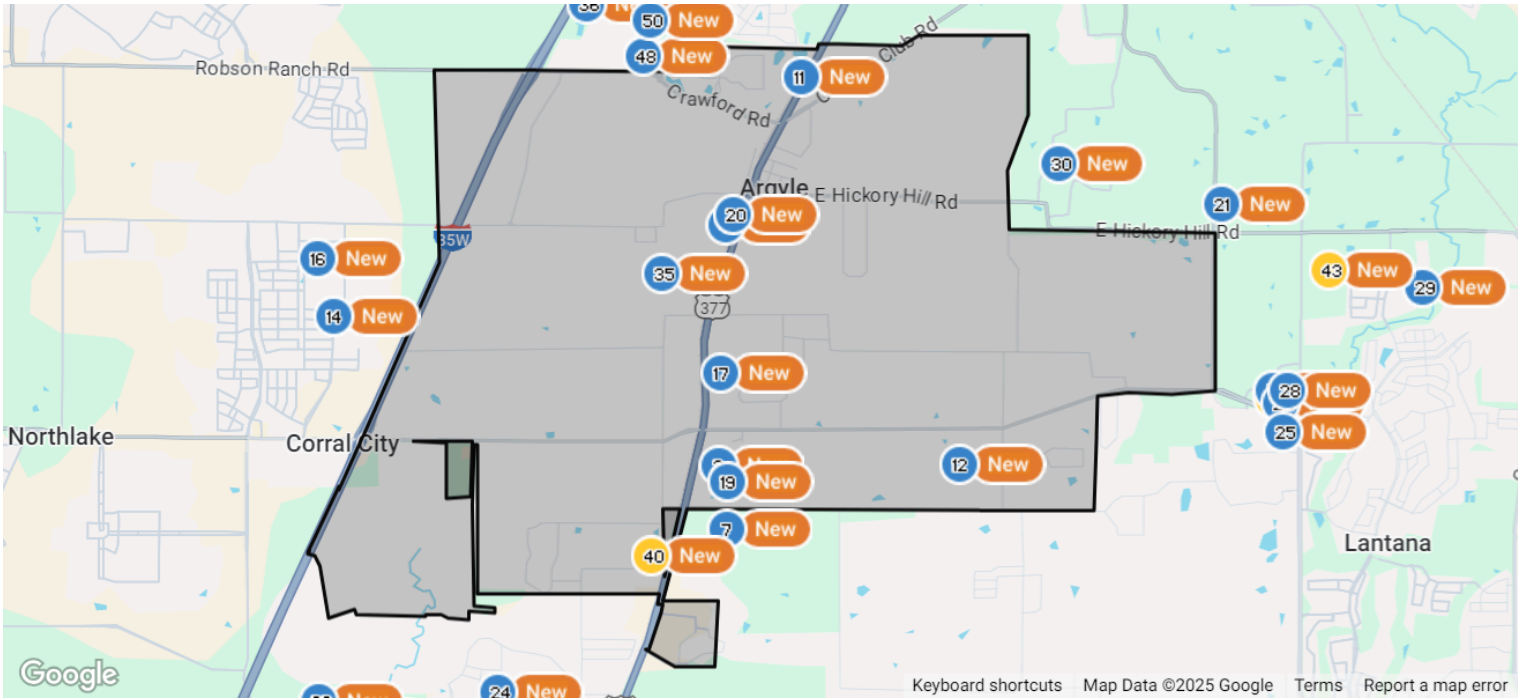 36
50 New
48 New
Club Rd
11 New
Robson Ranch Rd
Crawford Rd
30 New
Argyle
E Hickory Hill Rd
21 New
20 New
E Hickory Hill Rd
35W
16 New
35 New
43 New
29 New
377
14 New
17 New
28 New
25 New
Northlake
Corral City
12 New
19 New
7 New
Lantana
40 New
Google
24 New
Keyboard shortcuts
Map Data ©2025 Google
Terms
Report a map error